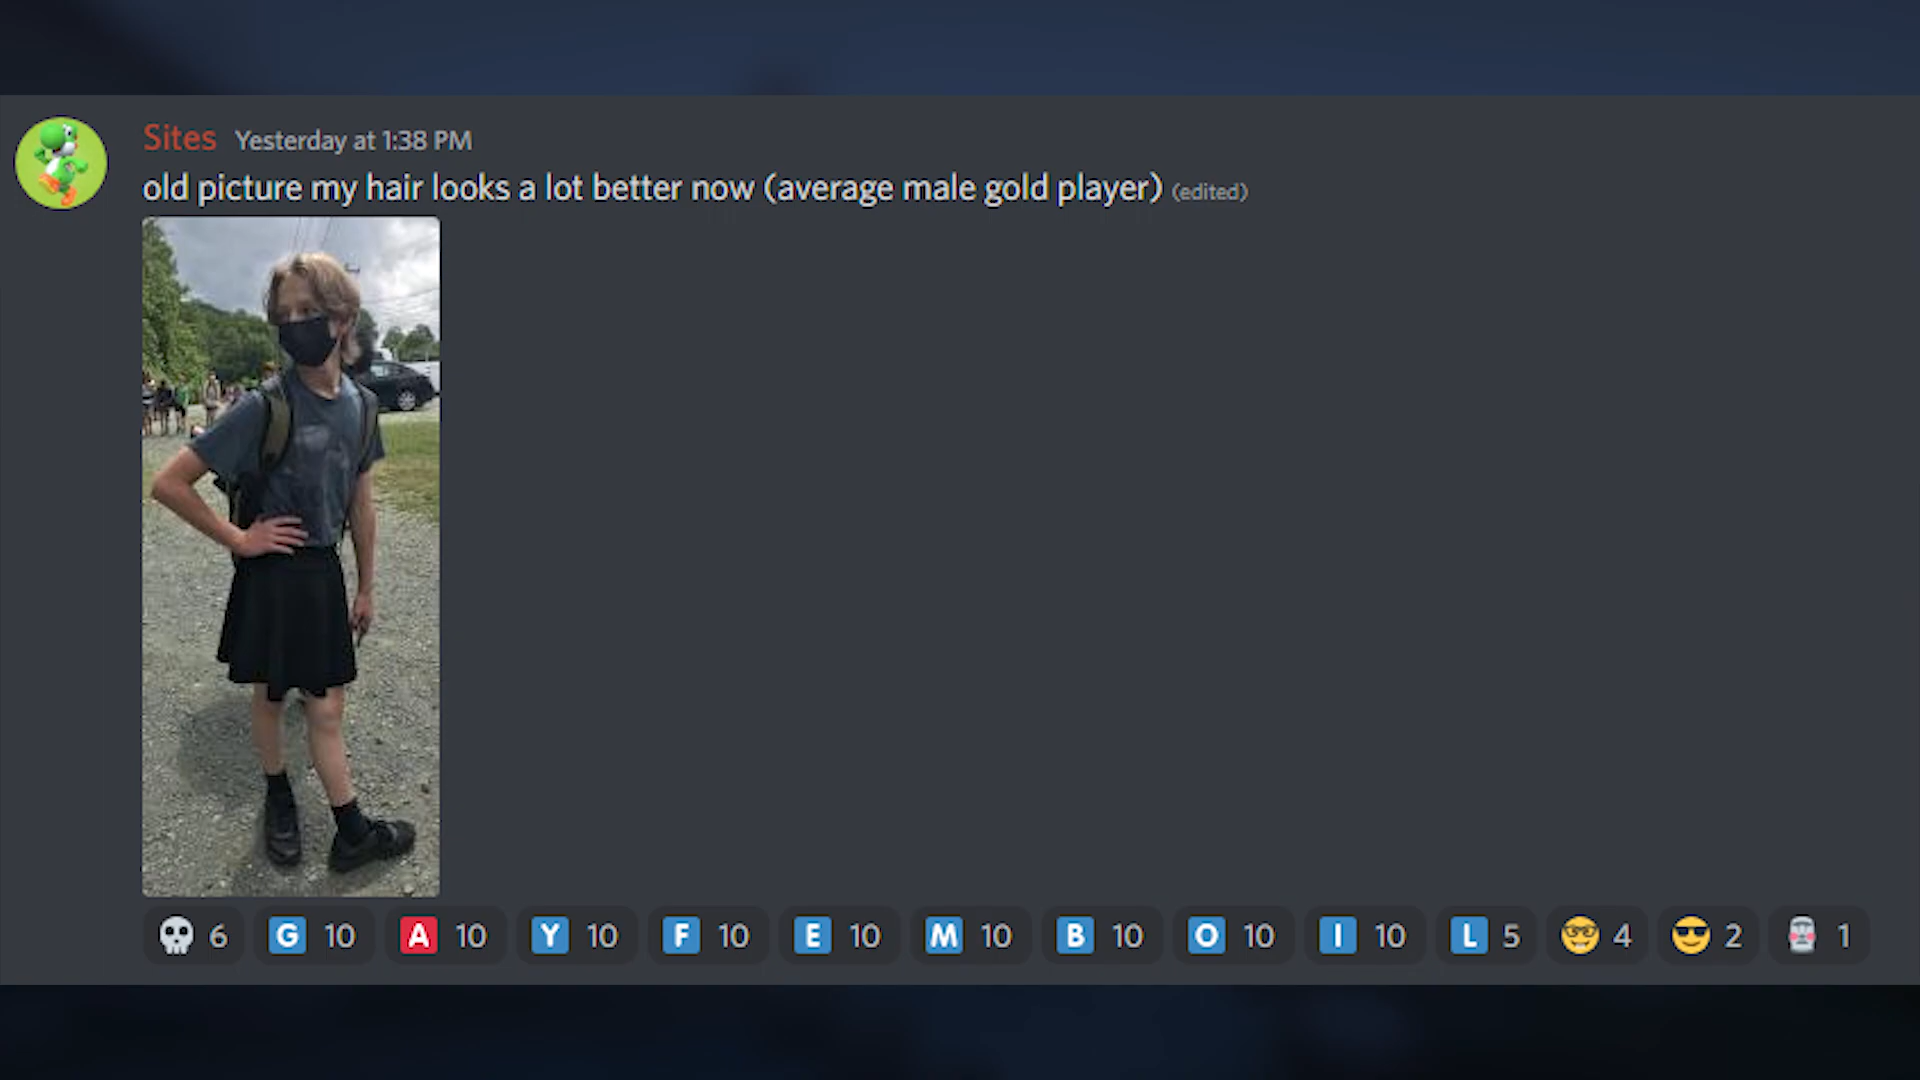 Sites Yesterday at 1:38 PM
old picture my hair looks a lot better now (average male gold player) (edited)
6 G 10 A 10 Y 10 F 10 E 10 M 10 B 10 O 10 I 10 L 5 4 2 1